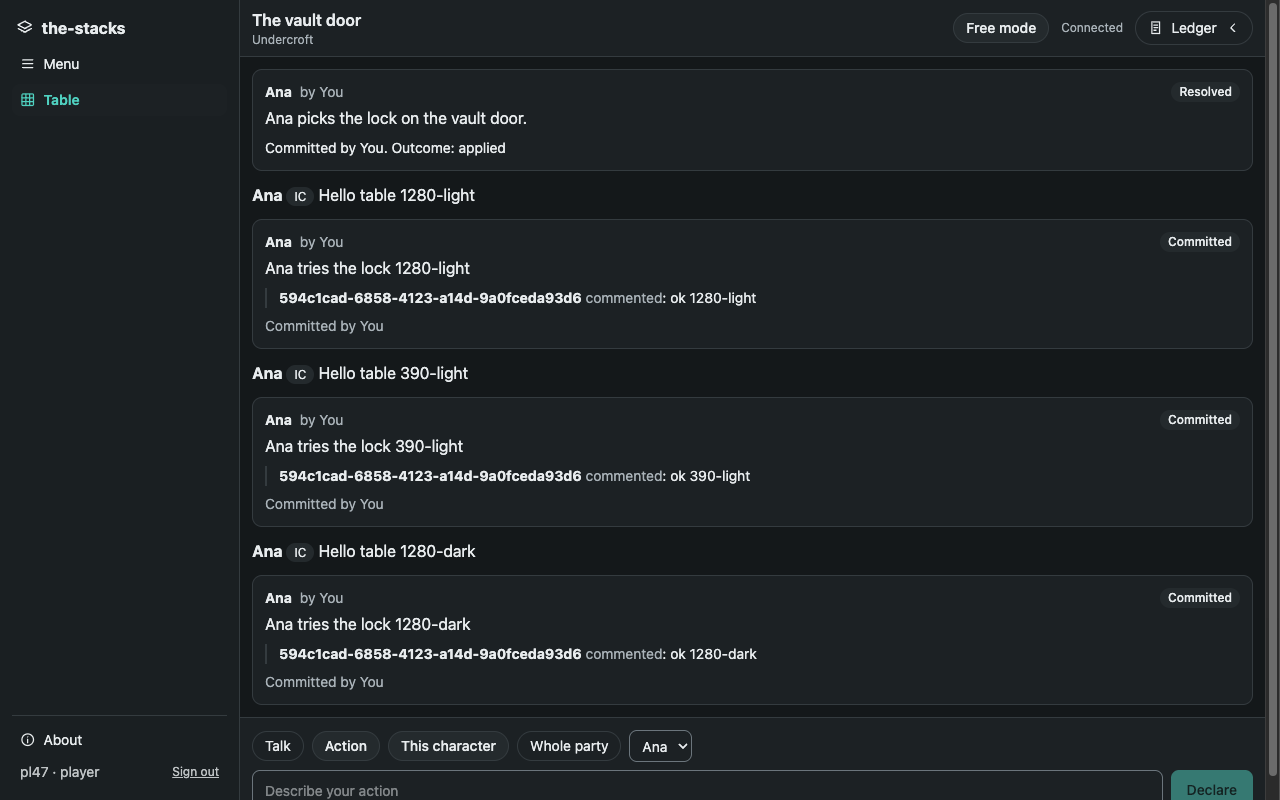 the-stacks
Menu
Table
About
pl47 · player
Sign out
The vault door
Undercroft
Free mode
Connected
Ledger
Ana by You
Resolved
Ana picks the lock on the vault door.
Committed by You. Outcome: applied
Ana IC Hello table 1280-light
Ana by You
Committed
Ana tries the lock 1280-light
594c1cad-6858-4123-a14d-9a0fceda93d6 commented: ok 1280-light
Committed by You
Ana IC Hello table 390-light
Ana by You
Committed
Ana tries the lock 390-light
594c1cad-6858-4123-a14d-9a0fceda93d6 commented: ok 390-light
Committed by You
Ana IC Hello table 1280-dark
Ana by You
Committed
Ana tries the lock 1280-dark
594c1cad-6858-4123-a14d-9a0fceda93d6 commented: ok 1280-dark
Committed by You
Talk
Action
This character
Whole party
Ana
Describe your action
Declare